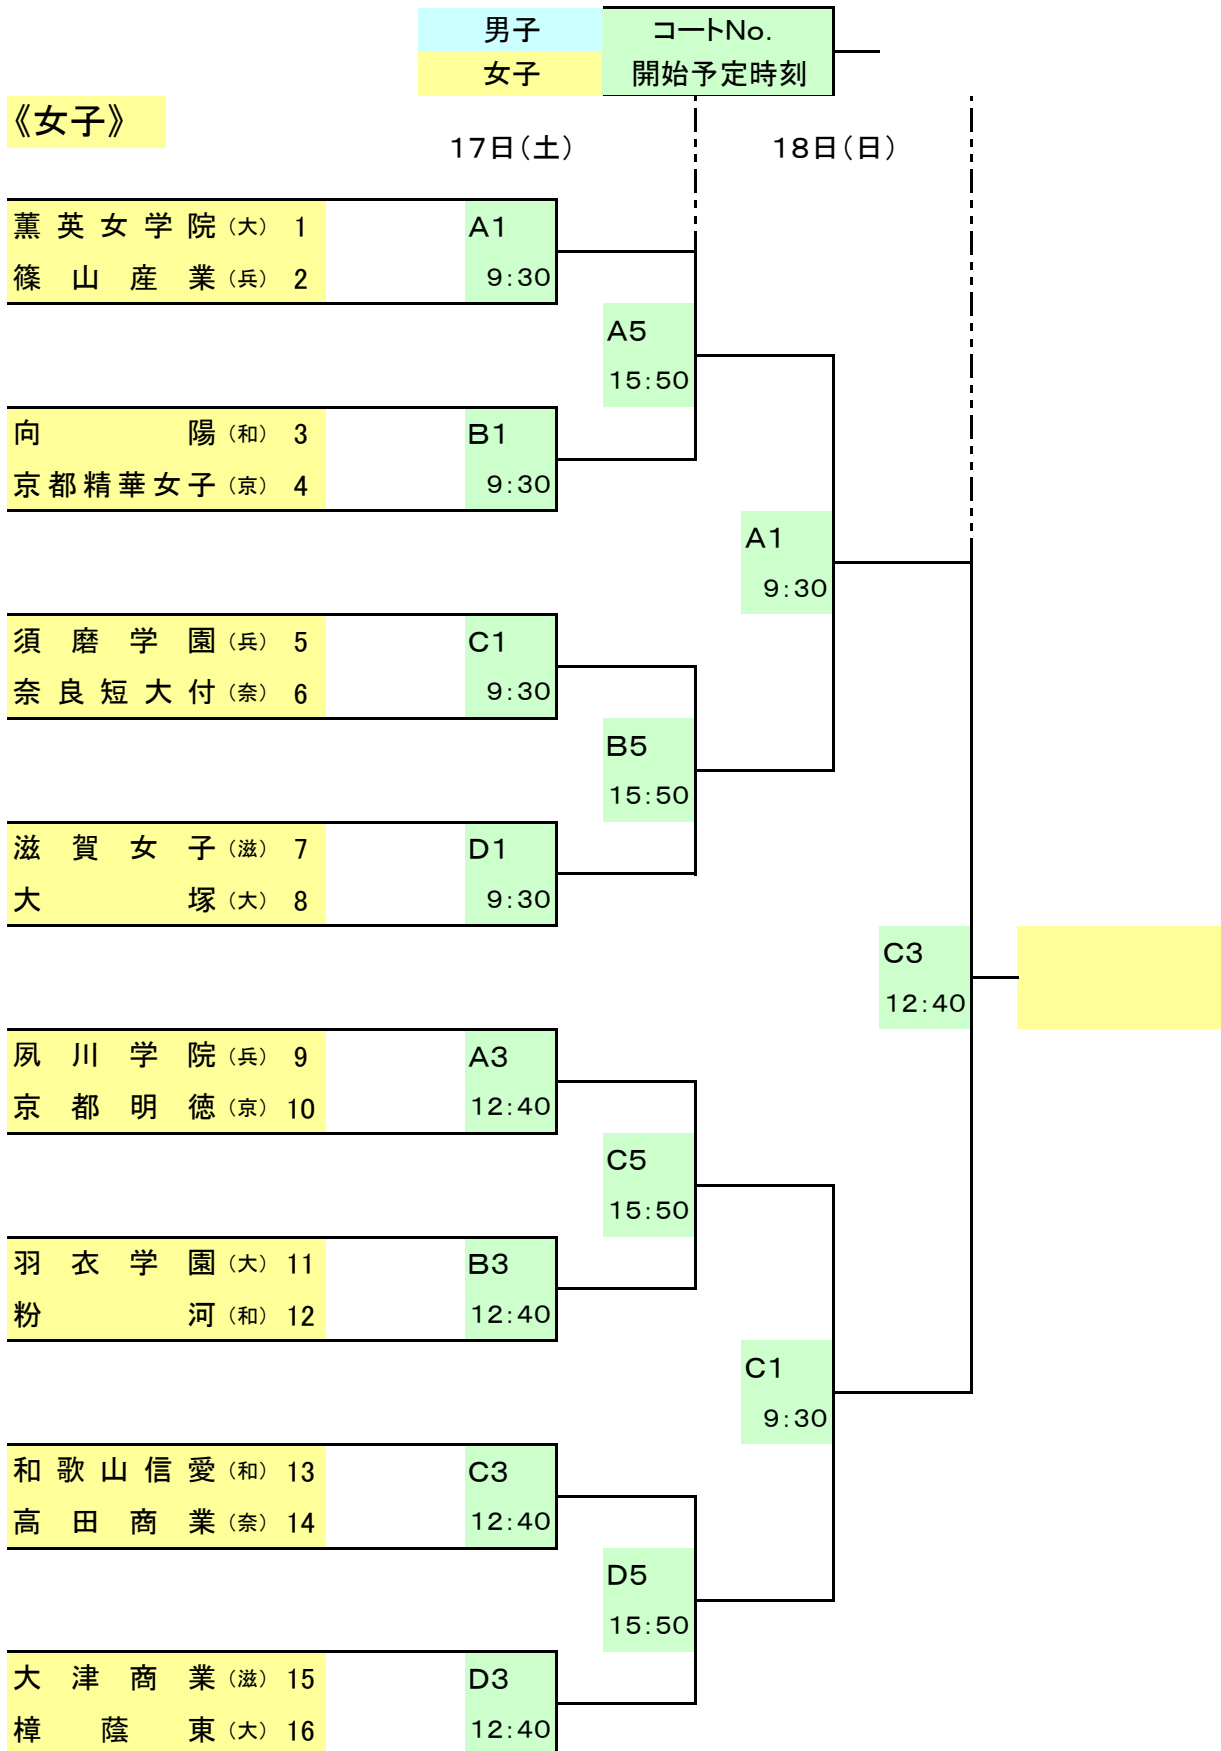 男子 コートNo.
女子 開始予定時刻
《女子》
17日(土) 18日(日)
薫英女学院(大) 1 A1
篠山産業(兵) 2 9:30
A5
15:50
向陽(和) 3 B1
京都精華女子(京) 4 9:30
A1
9:30
須磨学園(兵) 5 C1
奈良短大付(奈) 6 9:30
B5
15:50
滋賀女子(滋) 7 D1
大塚(大) 8 9:30
C3
12:40
夙川学院(兵) 9 A3
京都明徳(京) 10 12:40
C5
15:50
羽衣学園(大) 11 B3
粉河(和) 12 12:40
C1
9:30
和歌山信愛(和) 13 C3
高田商業(奈) 14 12:40
D5
15:50
大津商業(滋) 15 D3
樟蔭東(大) 16 12:40